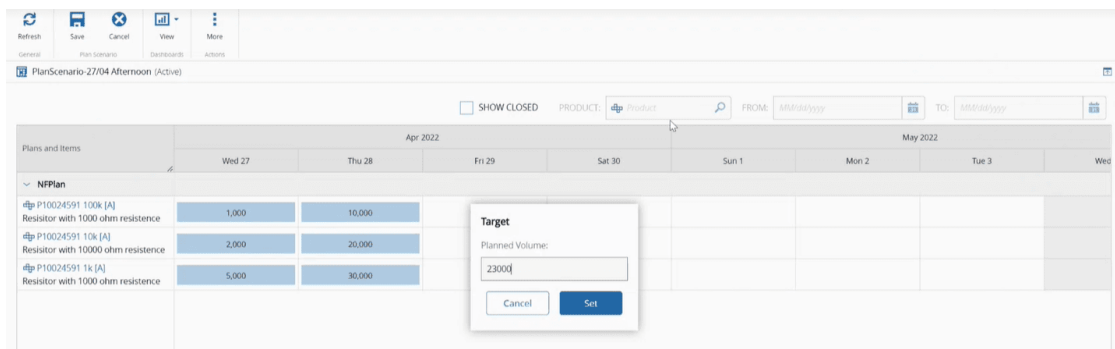 Refresh Save Cancel View More
General Plan Scenario Dashboards Actions
PlanScenario-27/04 Afternoon (Active)
SHOW CLOSED PRODUCT: Product FROM: MM/dd/yyyy TO: MM/dd/yyyy
Plans and Items
Apr 2022 May 2022
Wed 27 Thu 28 Fri 29 Sat 30 Sun 1 Mon 2 Tue 3 Wed
NFPlan
P10024591 100k [A]
Resisitor with 1000 ohm resistence
1,000 10,000
P10024591 10k [A]
Resisitor with 10000 ohm resistence
2,000 20,000
P10024591 1k [A]
Resisitor with 1000 ohm resistence
5,000 30,000
Target
Planned Volume:
23000
Cancel Set